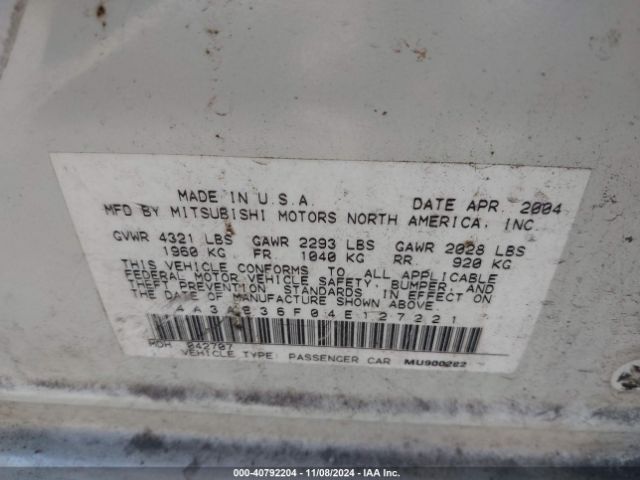 MADE IN U.S.A. DATE APR. 2004
MFD BY MITSUBISHI MOTORS NORTH AMERICA, INC.
GVWR 4321 LBS GAWR 2293 LBS GAWR 2028 LBS
1960 KG FR. 1040 KG RR. 920 KG
THIS VEHICLE CONFORMS TO ALL APPLICABLE
FEDERAL MOTOR VEHICLE SAFETY, BUMPER, AND
THEFT PREVENTION STANDARDS IN EFFECT ON
THE DATE OF MANUFACTURE SHOWN ABOVE.
MDH 042707
VEHICLE TYPE: PASSENGER CAR MU900282
000-40792204 - 11/08/2024 - IAA Inc.